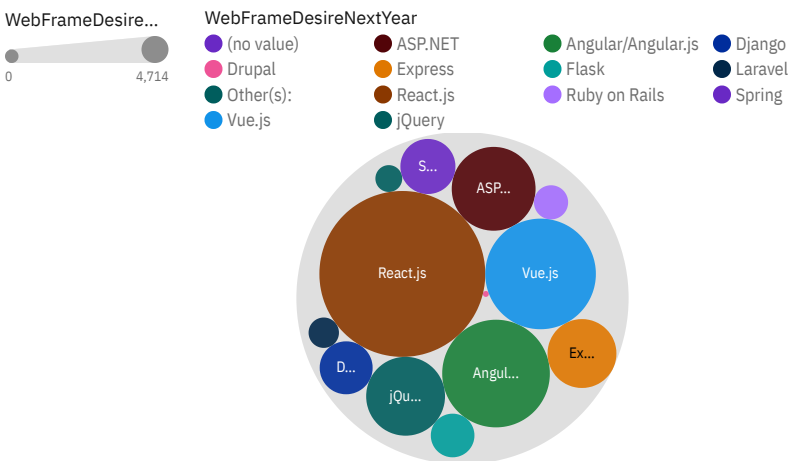 WebFrameDesire...
0 4,714
WebFrameDesireNextYear
(no value) ASP.NET Angular/Angular.js Django
Drupal Express Flask Laravel
Other(s): React.js Ruby on Rails Spring
Vue.js jQuery
S...
ASP...
React.js
Vue.js
Ex...
D...
Angul...
jQu...